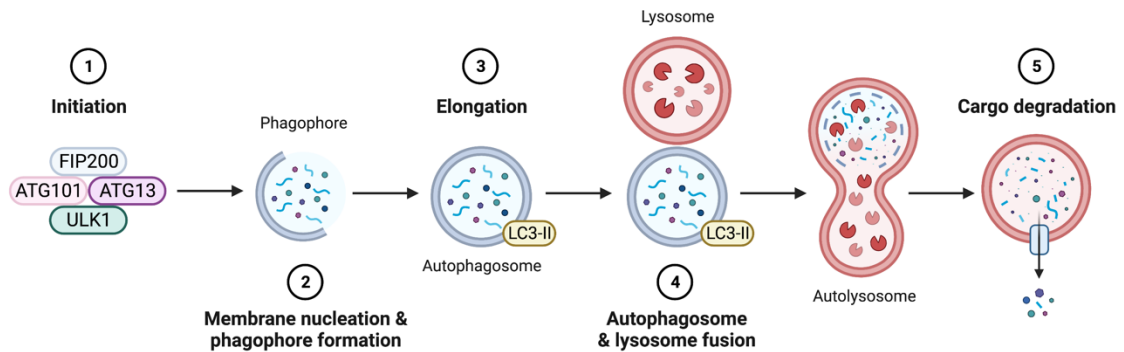 1
Initiation
FIP200
ATG101
ATG13
ULK1
Phagophore
2
Membrane nucleation &
phagophore formation
3
Elongation
LC3-II
Autophagosome
Lysosome
LC3-II
4
Autophagosome
& lysosome fusion
Autolysosome
5
Cargo degradation